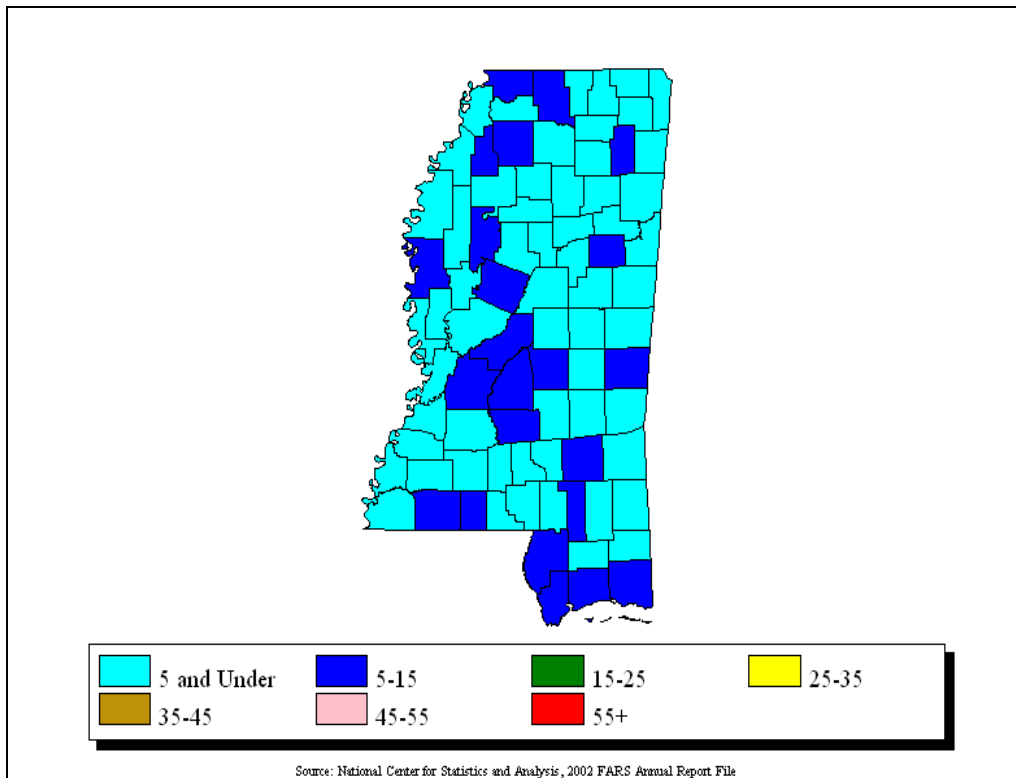 5 and Under 5-15 15-25 25-35
35-45 45-55 55+
Source: National Center for Statistics and Analysis, 2002 FARS Annual Report File